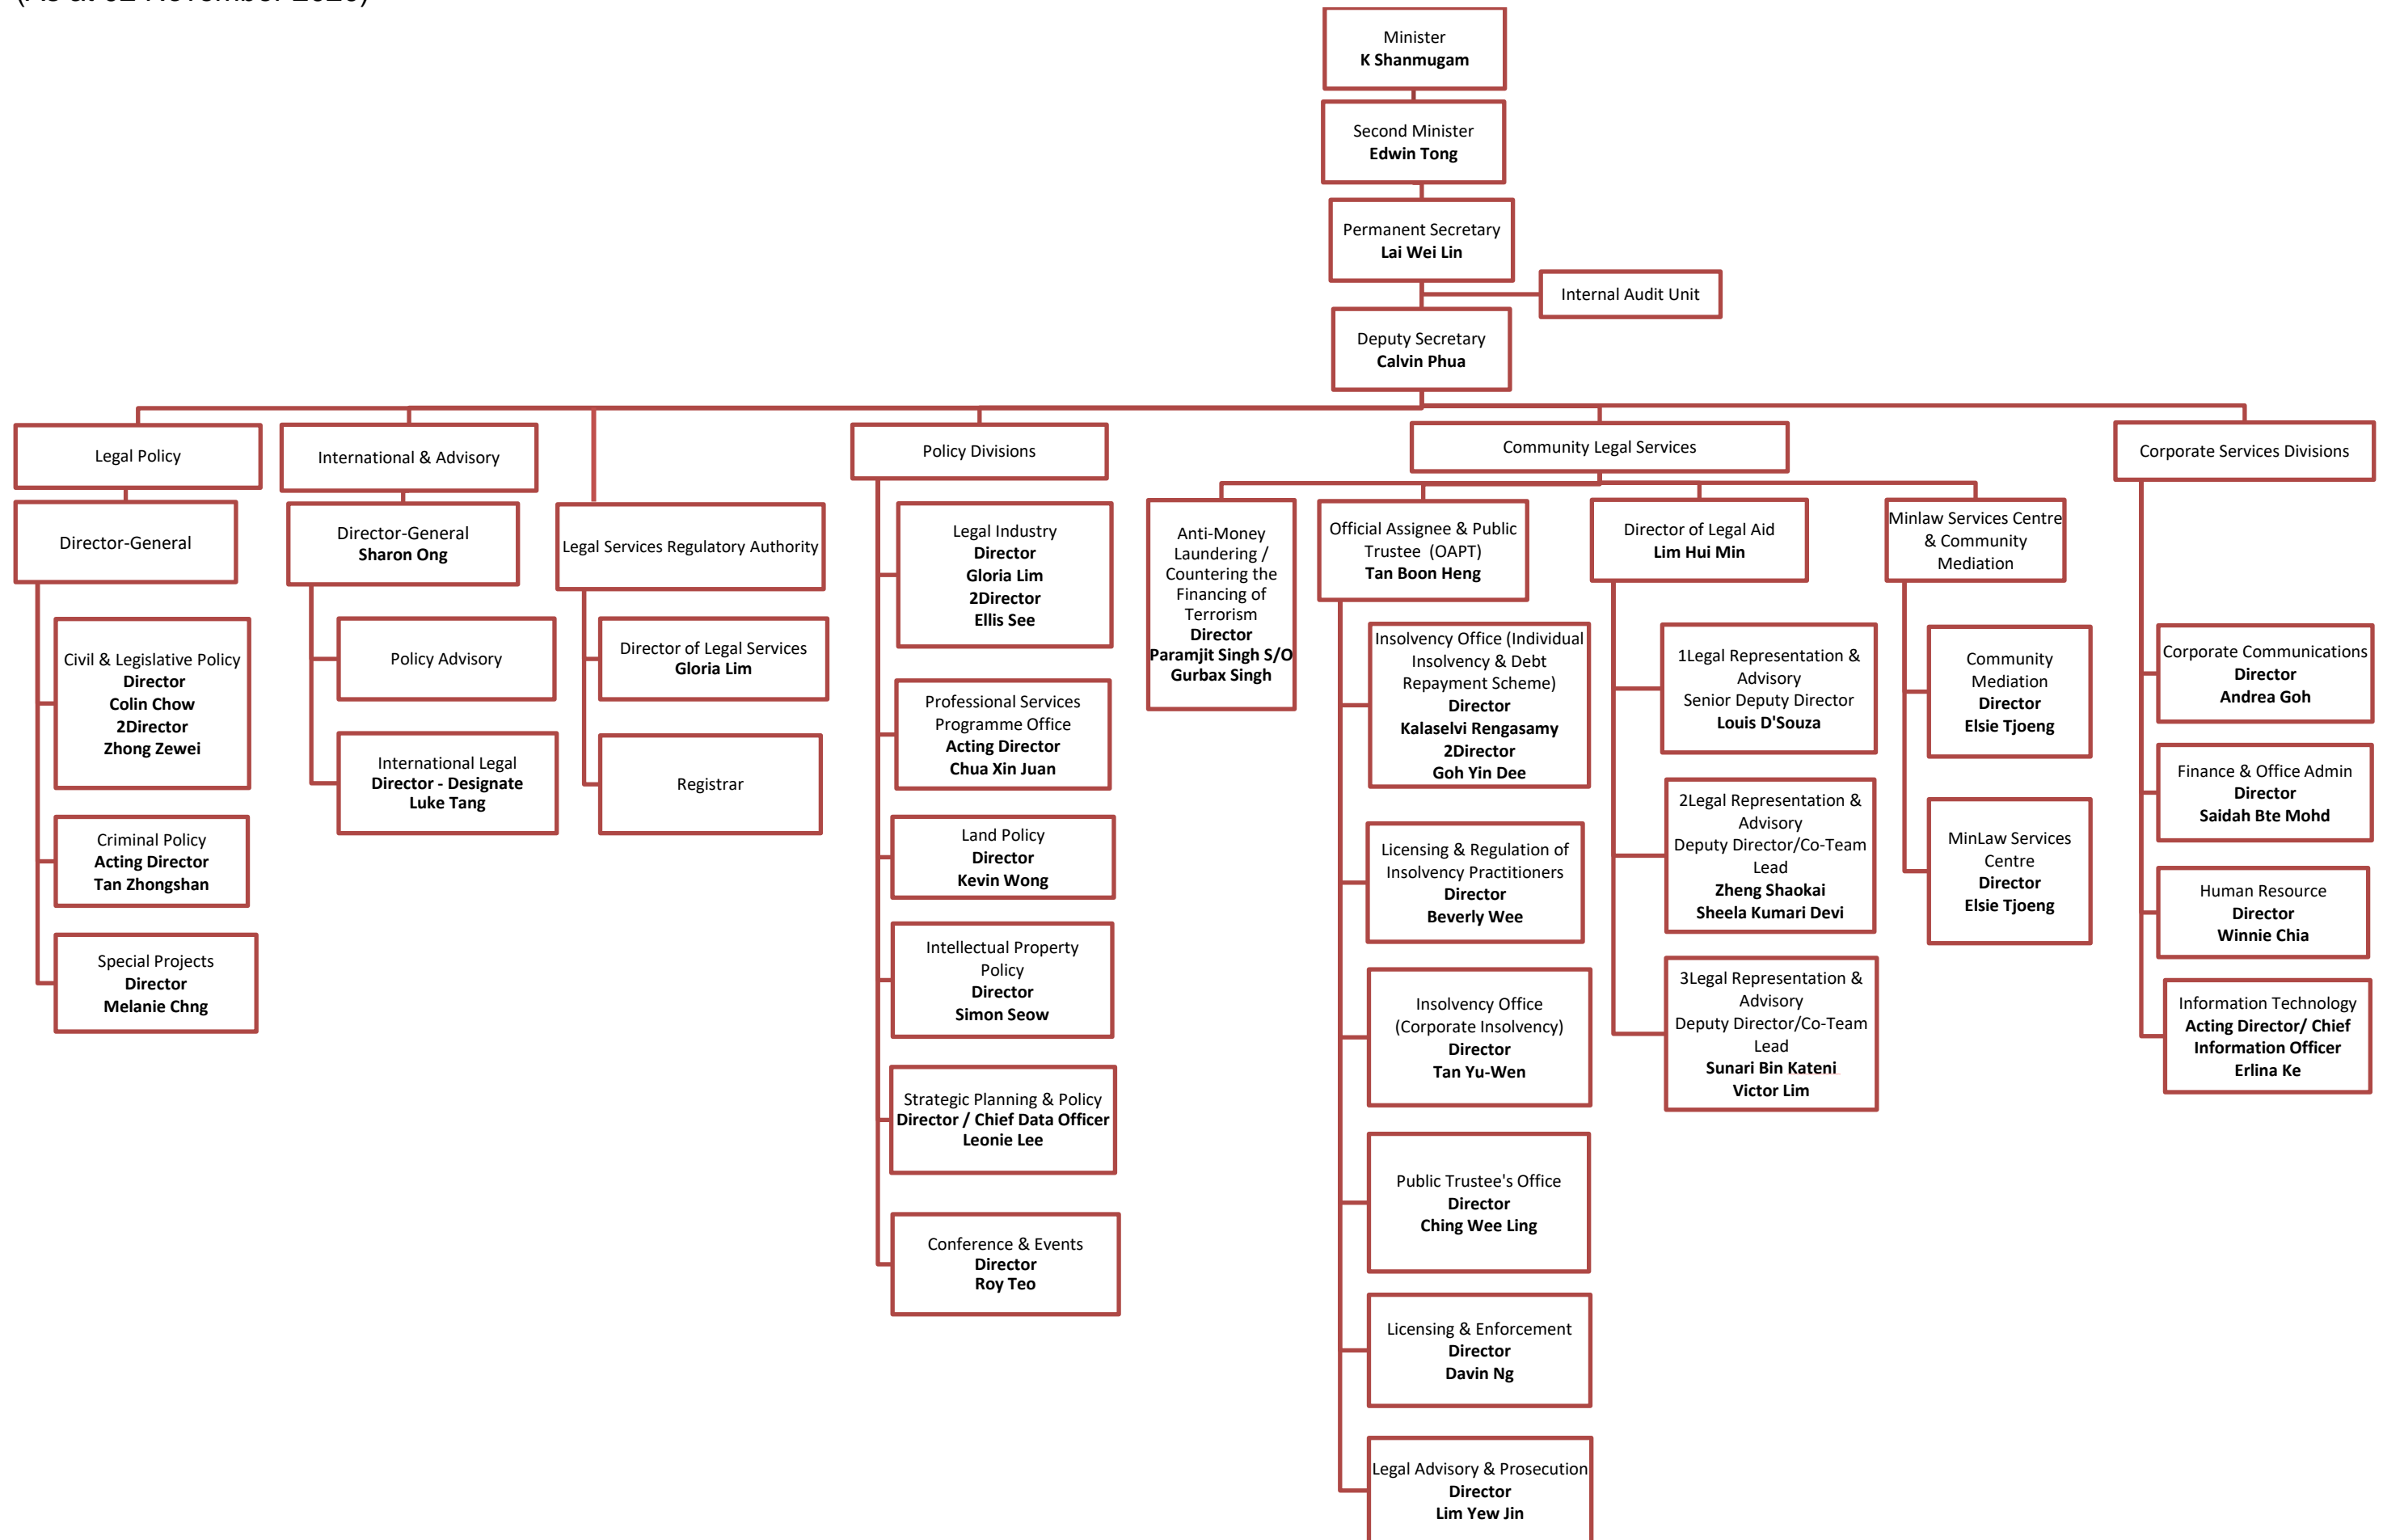 Minister
K Shanmugam
Second Minister
Edwin Tong
Permanent Secretary
Lai Wei Lin
Internal Audit Unit
Deputy Secretary
Calvin Phua
Legal Policy
Director-General
Civil & Legislative Policy
Director
Colin Chow
2Director
Zhong Zewei
Criminal Policy
Acting Director
Tan Zhongshan
Special Projects
Director
Melanie Chng
International & Advisory
Director-General
Sharon Ong
Policy Advisory
International Legal
Director - Designate
Luke Tang
Legal Services Regulatory Authority
Director of Legal Services
Gloria Lim
Registrar
Policy Divisions
Legal Industry
Director
Gloria Lim
2Director
Ellis See
Professional Services
Programme Office
Acting Director
Chua Xin Juan
Land Policy
Director
Kevin Wong
Intellectual Property
Policy
Director
Simon Seow
Strategic Planning & Policy
Director / Chief Data Officer
Leonie Lee
Conference & Events
Director
Roy Teo
Community Legal Services
Anti-Money
Laundering /
Countering the
Financing of
Terrorism
Director
Paramjit Singh S/O
Gurbax Singh
Official Assignee & Public
Trustee (OAPT)
Tan Boon Heng
Insolvency Office (Individual
Insolvency & Debt
Repayment Scheme)
Director
Kalaselvi Rengasamy
2Director
Goh Yin Dee
Licensing & Regulation of
Insolvency Practitioners
Director
Beverly Wee
Insolvency Office
(Corporate Insolvency)
Director
Tan Yu-Wen
Public Trustee's Office
Director
Ching Wee Ling
Licensing & Enforcement
Director
Davin Ng
Legal Advisory & Prosecution
Director
Lim Yew Jin
Director of Legal Aid
Lim Hui Min
1Legal Representation &
Advisory
Senior Deputy Director
Louis D'Souza
2Legal Representation &
Advisory
Deputy Director/Co-Team
Lead
Zheng Shaokai
Sheela Kumari Devi
3Legal Representation &
Advisory
Deputy Director/Co-Team
Lead
Sunari Bin Kateni
Victor Lim
Minlaw Services Centre
& Community
Mediation
Community
Mediation
Director
Elsie Tjoeng
MinLaw Services
Centre
Director
Elsie Tjoeng
Corporate Services Divisions
Corporate Communications
Director
Andrea Goh
Finance & Office Admin
Director
Saidah Bte Mohd
Human Resource
Director
Winnie Chia
Information Technology
Acting Director/ Chief
Information Officer
Erlina Ke